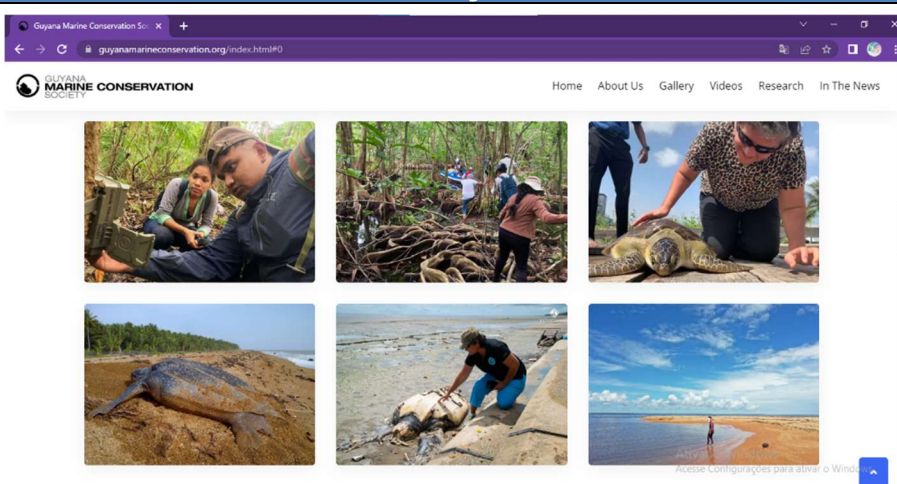 Guyana Marine Conservation Soc
guyanamarineconservation.org/index.html#0
GUYANA
MARINE CONSERVATION
SOCIETY
Home About Us Gallery Videos Research In The News
Acesse Configurações para ativar o Windows